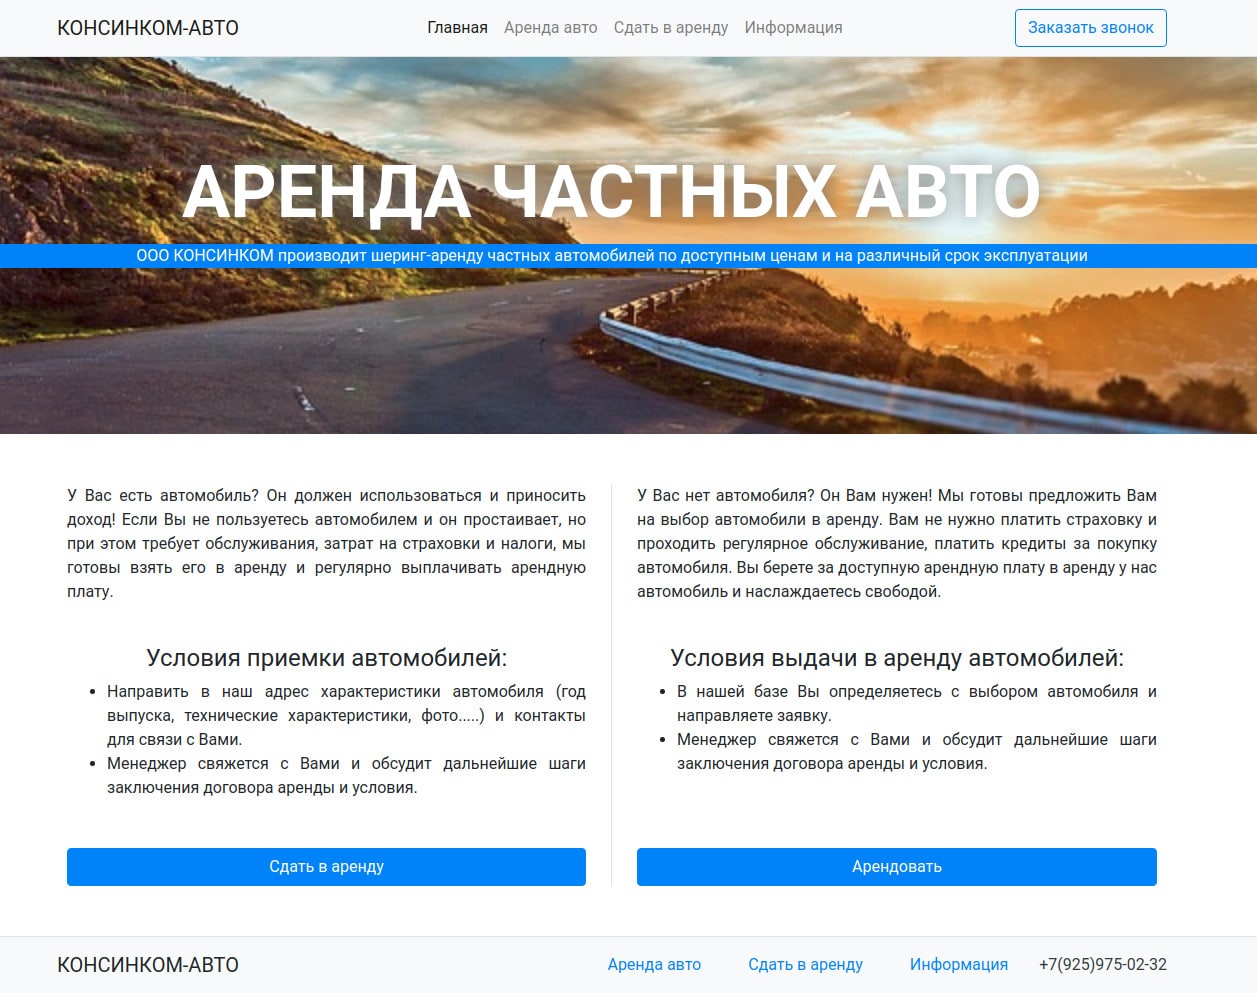 КОНСИНКОМ-АВТО
Главная Аренда авто Сдать в аренду Информация
Заказать звонок
АРЕНДА ЧАСТНЫХ АВТО
ООО КОНСИНКОМ производит шеринг-аренду частных автомобилей по доступным ценам и на различный срок эксплуатации
У Вас есть автомобиль? Он должен использоваться и приносить
доход! Если Вы не пользуетесь автомобилем и он простаивает, но
при этом требует обслуживания, затрат на страховки и налоги, мы
готовы взять его в аренду и регулярно выплачивать арендную
плату.
Условия приемки автомобилей:
• Направить в наш адрес характеристики автомобиля (год
выпуска, технические характеристики, фото.....) и контакты
для связи с Вами.
• Менеджер свяжется с Вами и обсудит дальнейшие шаги
заключения договора аренды и условия.
Сдать в аренду
У Вас нет автомобиля? Он Вам нужен! Мы готовы предложить Вам
на выбор автомобили в аренду. Вам не нужно платить страховку и
проходить регулярное обслуживание, платить кредиты за покупку
автомобиля. Вы берете за доступную арендную плату в аренду у нас
автомобиль и наслаждаетесь свободой.
Условия выдачи в аренду автомобилей:
• В нашей базе Вы определяетесь с выбором автомобиля и
направляете заявку.
• Менеджер свяжется с Вами и обсудит дальнейшие шаги
заключения договора аренды и условия.
Арендовать
КОНСИНКОМ-АВТО
Аренда авто Сдать в аренду Информация +7(925)975-02-32